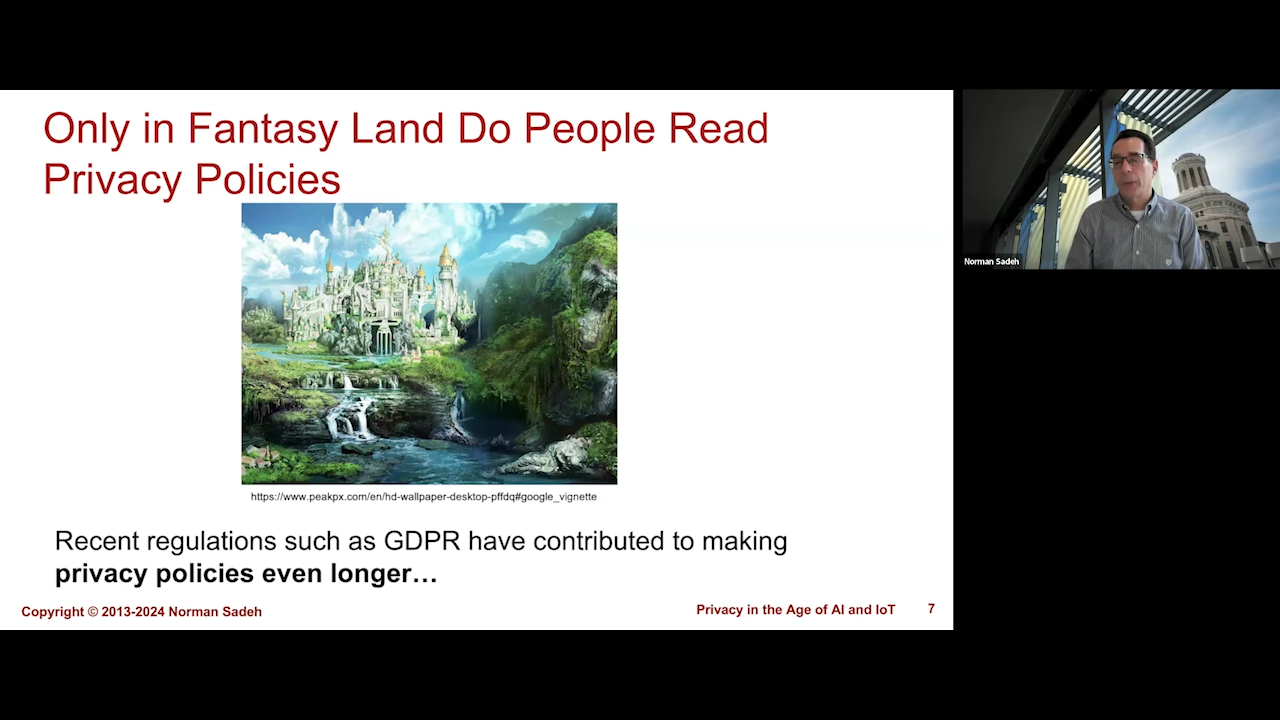 Only in Fantasy Land Do People Read
Privacy Policies
https://www.peakpx.com/en/hd-wallpaper-desktop-pffdq#google_vignette
Recent regulations such as GDPR have contributed to making
privacy policies even longer…
Copyright © 2013-2024 Norman Sadeh
Privacy in the Age of AI and IoT
7
Norman Sadeh